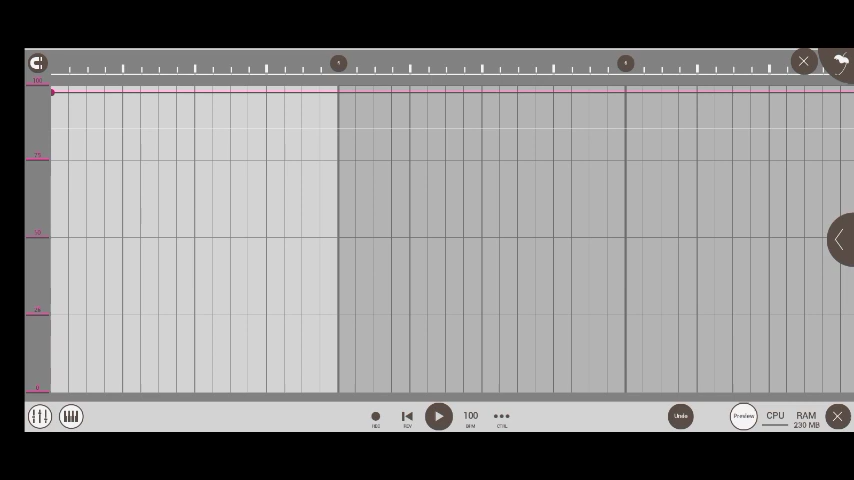 100
75
50
25
0
REC
REV
100
BPM
CTRL
Undo
Preview
CPU
RAM
230 MB